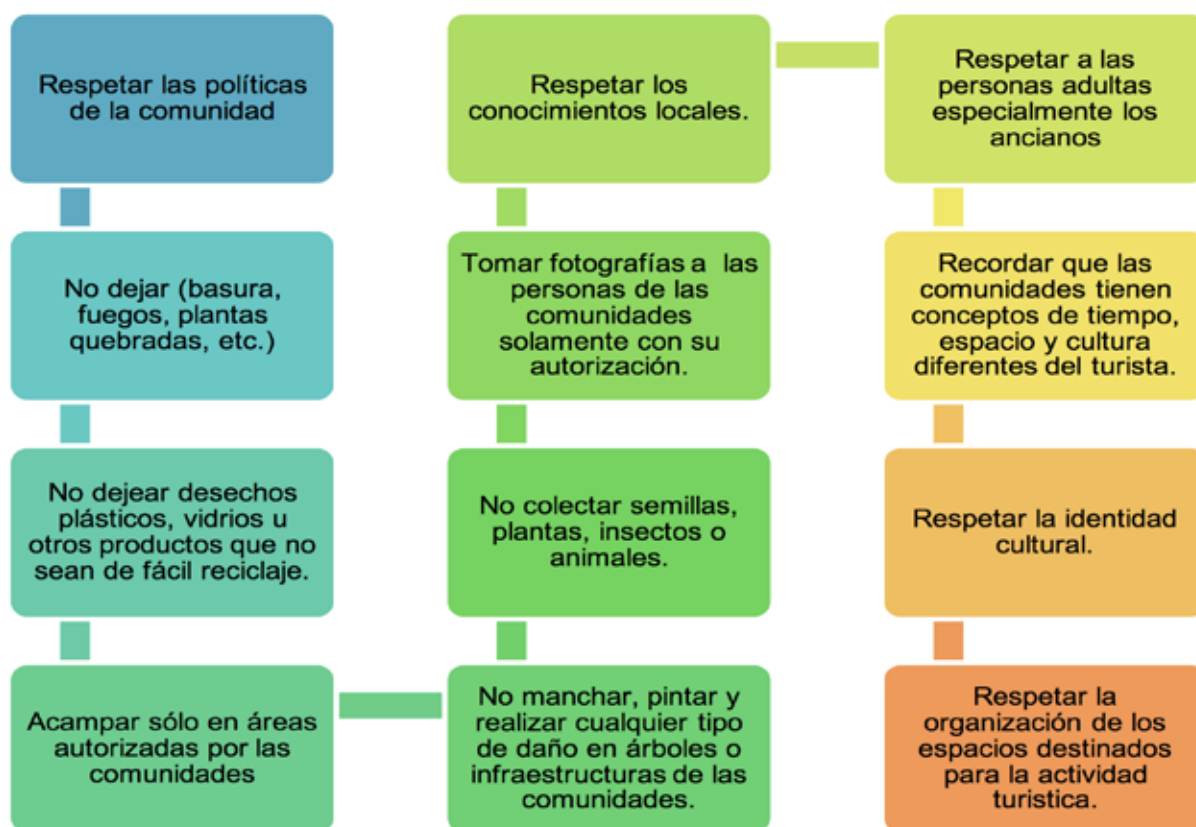 Respetar las políticas
de la comunidad
No dejar (basura,
fuegos, plantas
quebradas, etc.)
No dejear desechos
plásticos, vidrios u
otros productos que no
sean de fácil reciclaje.
Acampar sólo en áreas
autorizadas por las
comunidades
No manchar, pintar y
realizar cualquier tipo
de daño en árboles o
infraestructuras de las
comunidades.
No colectar semillas,
plantas, insectos o
animales.
Tomar fotografías a las
personas de las
comunidades
solamente con su
autorización.
Respetar los
conocimientos locales.
Respetar a las
personas adultas
especialmente los
ancianos
Recordar que las
comunidades tienen
conceptos de tiempo,
espacio y cultura
diferentes del turista.
Respetar la identidad
cultural.
Respetar la
organización de los
espacios destinados
para la actividad
turistica.